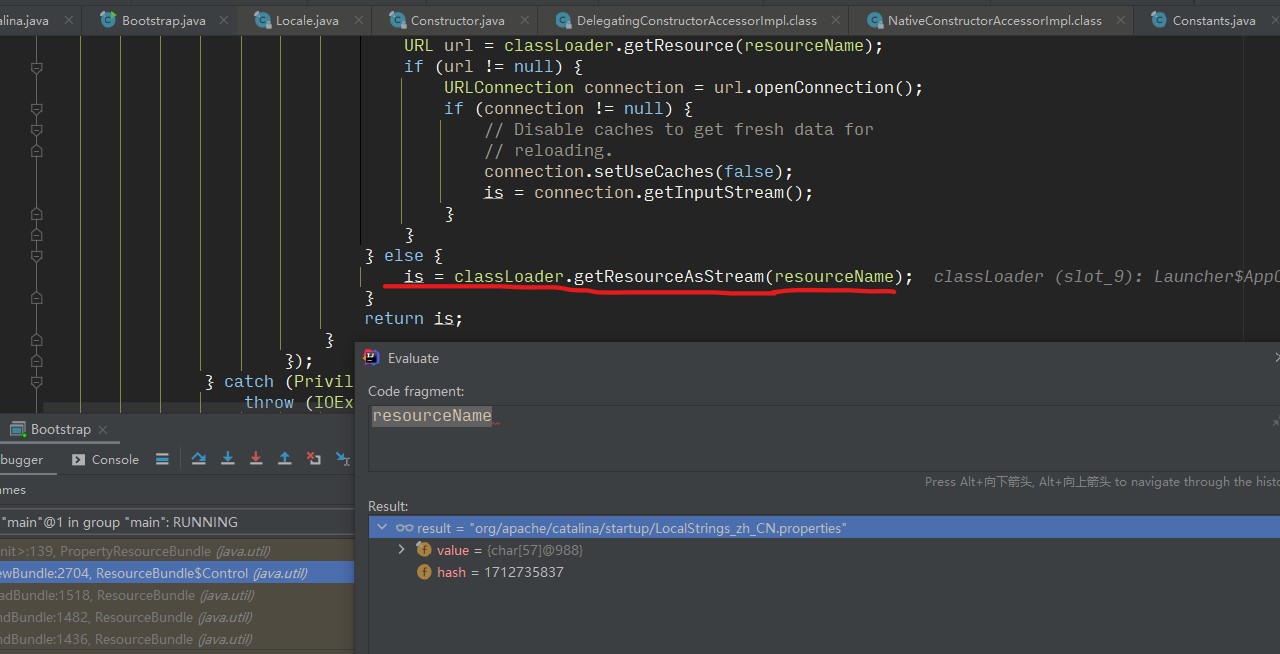 alina.java Bootstrap.java Locale.java Constructor.java DelegatingConstructorAccessorImpl.class NativeConstructorAccessorImpl.class Constants.java
URL url = classLoader.getResource(resourceName);
if (url != null) {
URLConnection connection = url.openConnection();
if (connection != null) {
// Disable caches to get fresh data for
// reloading.
connection.setUseCaches(false);
is = connection.getInputStream();
}
}
} else {
is = classLoader.getResourceAsStream(resourceName); classLoader (slot_9): Launcher$AppC
}
return is;
}
});
} catch (Privil
throw (IOEx
Evaluate
Code fragment:
resourceName
Press Alt+向下箭头, Alt+向上箭头 to navigate through the histo
Result:
result = "org/apache/catalina/startup/LocalStrings_zh_CN.properties"
value = {char[57]@988}
hash = 1712735837
Bootstrap
bugger Console
ames
"main"@1 in group "main": RUNNING
nit>:139, PropertyResourceBundle (java.util)
ewBundle:2704, ResourceBundle$Control (java.util)
adBundle:1518, ResourceBundle (java.util)
ndBundle:1482, ResourceBundle (java.util)
ndBundle:1436, ResourceBundle (java.util)